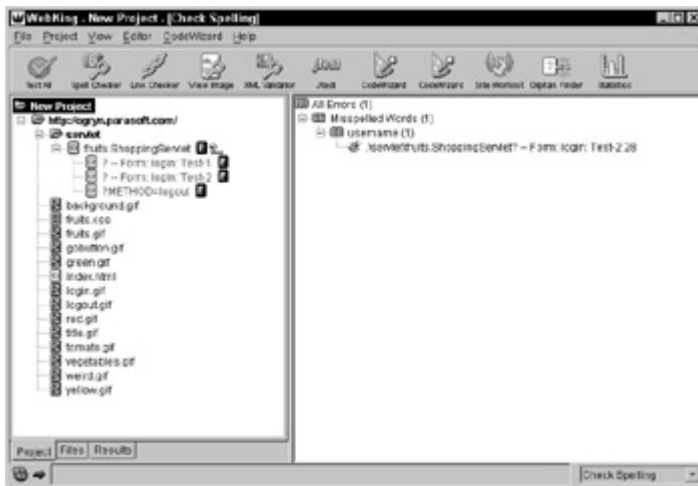 WebKing - New Project - [Check Spelling]
File Project View Editor CodeWizard Help
Test All Spell Checker Link Checker View Image XML Validator Jtest CodeWizard CodeWizard Site Workout Orphan Finder Statistics
New Project
http://ogryn.parasoft.com/
servlet
fruits.ShoppingServlet
? -- Form: login: Test-1
? -- Form: login: Test-2
?METHOD=logout
background.gif
fruits.css
fruits.gif
gobutton.gif
green.gif
index.html
login.gif
logout.gif
red.gif
title.gif
tomato.gif
vegetables.gif
weird.gif
yellow.gif
All Errors (1)
Misspelled Words (1)
username (1)
./servlet/fruits.ShoppingServlet? -- Form: login: Test-2:28
Project Files Results
Check Spelling